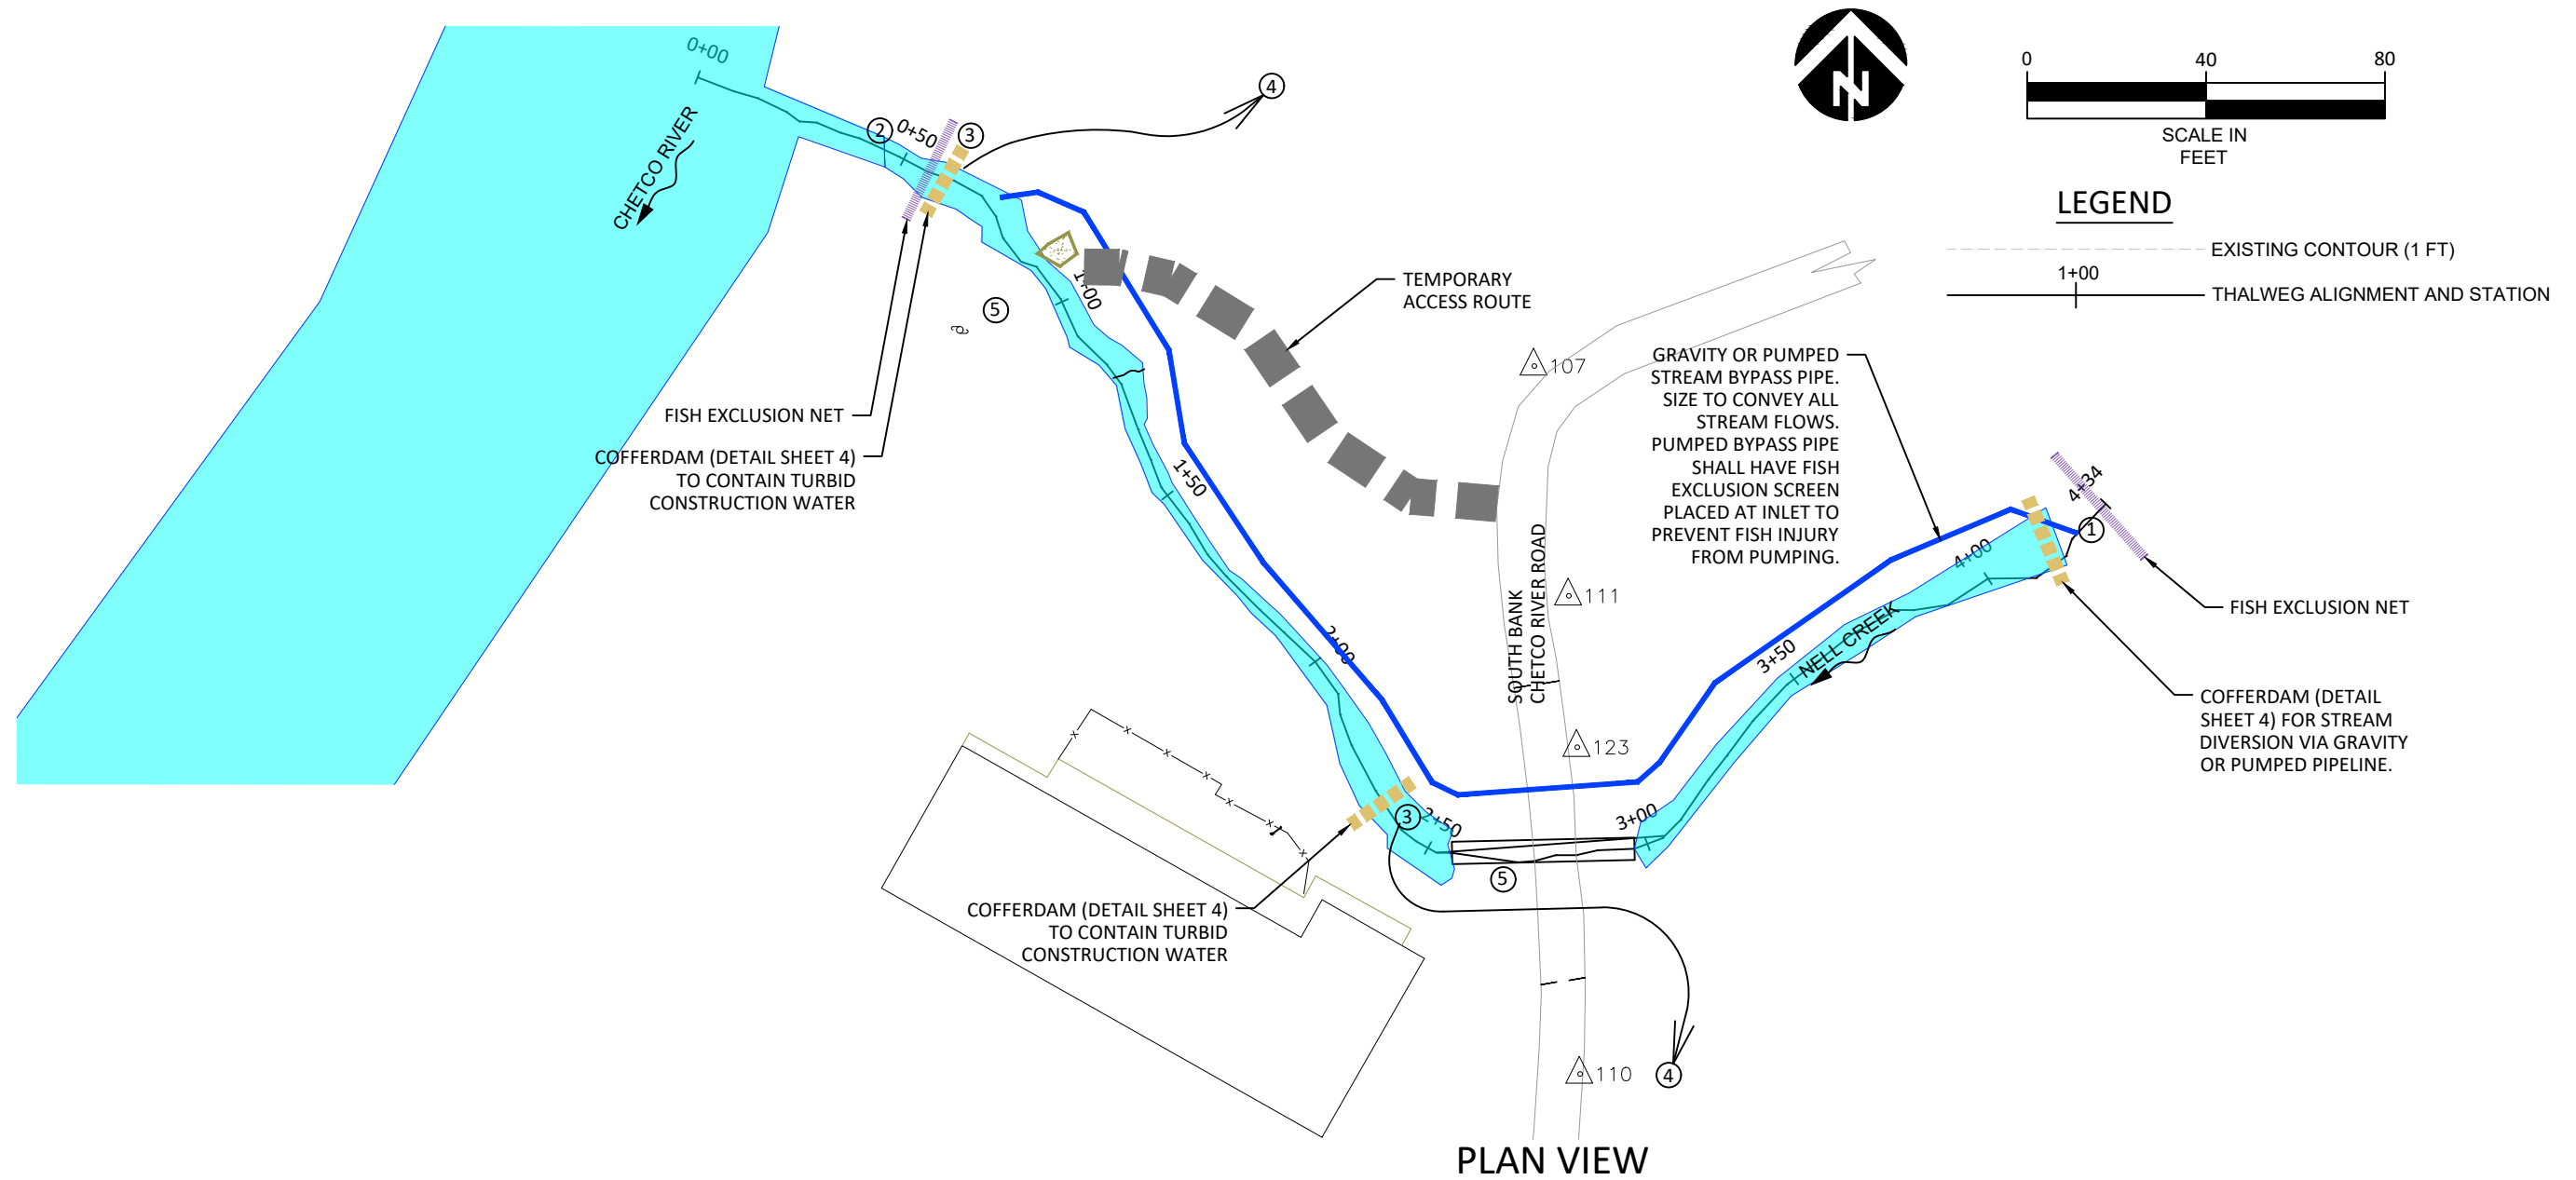 0+00
CHETCO RIVER
2
0+50
3
4
N
0
40
80
SCALE IN
FEET
LEGEND
EXISTING CONTOUR (1 FT)
1+00
THALWEG ALIGNMENT AND STATION
1+00
5
TEMPORARY
ACCESS ROUTE
FISH EXCLUSION NET
COFFERDAM (DETAIL SHEET 4)
TO CONTAIN TURBID
CONSTRUCTION WATER
1+50
107
GRAVITY OR PUMPED
STREAM BYPASS PIPE.
SIZE TO CONVEY ALL
STREAM FLOWS.
PUMPED BYPASS PIPE
SHALL HAVE FISH
EXCLUSION SCREEN
PLACED AT INLET TO
PREVENT FISH INJURY
FROM PUMPING.
4+34
1
4+00
FISH EXCLUSION NET
111
SOUTH BANK
CHETCO RIVER ROAD
2+00
3+50
NELL CREEK
COFFERDAM (DETAIL
SHEET 4) FOR STREAM
DIVERSION VIA GRAVITY
OR PUMPED PIPELINE.
123
x
x
x
x
x
x
x
3
2+50
3+00
5
COFFERDAM (DETAIL SHEET 4)
TO CONTAIN TURBID
CONSTRUCTION WATER
110
4
PLAN VIEW